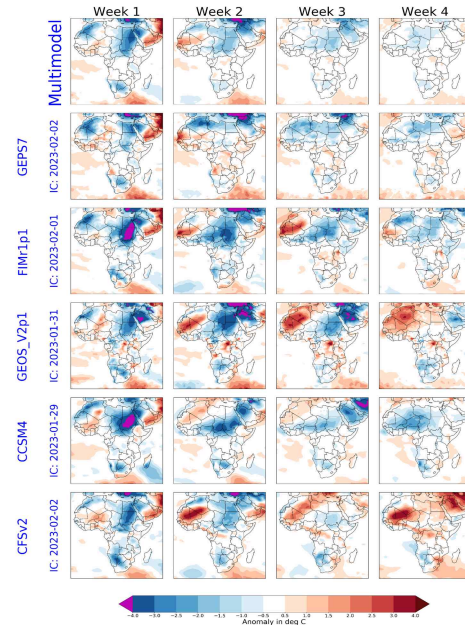 Week 1 Week 2 Week 3 Week 4
Multimodel
GEPS7
IC: 2023-02-02
FIMr1p1
IC: 2023-02-01
GEOS_V2p1
IC: 2023-01-31
CCSM4
IC: 2023-01-29
CFSv2
IC: 2023-02-02
-4.0 -3.0 -2.5 -2.0 -1.5 -1.0 -0.5 0.5 1.0 1.5 2.0 2.5 3.0 4.0
Anomaly in deg C